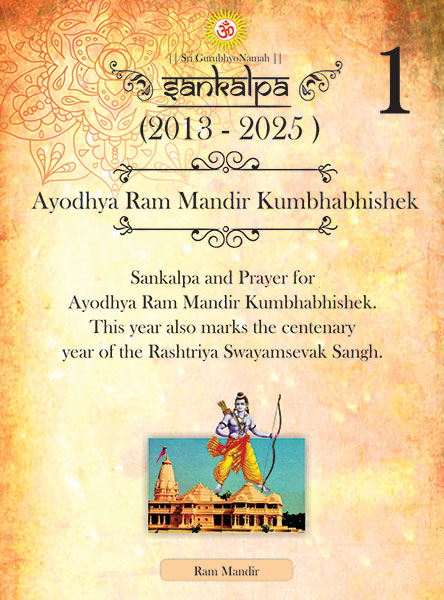 ॐ
|| Sri GurubhyoNamah ||
sankalpa
1
(2013 - 2025 )
Ayodhya Ram Mandir Kumbhabhishek
Sankalpa and Prayer for
Ayodhya Ram Mandir Kumbhabhishek.
This year also marks the centenary
year of the Rashtriya Swayamsevak Sangh.
Ram Mandir